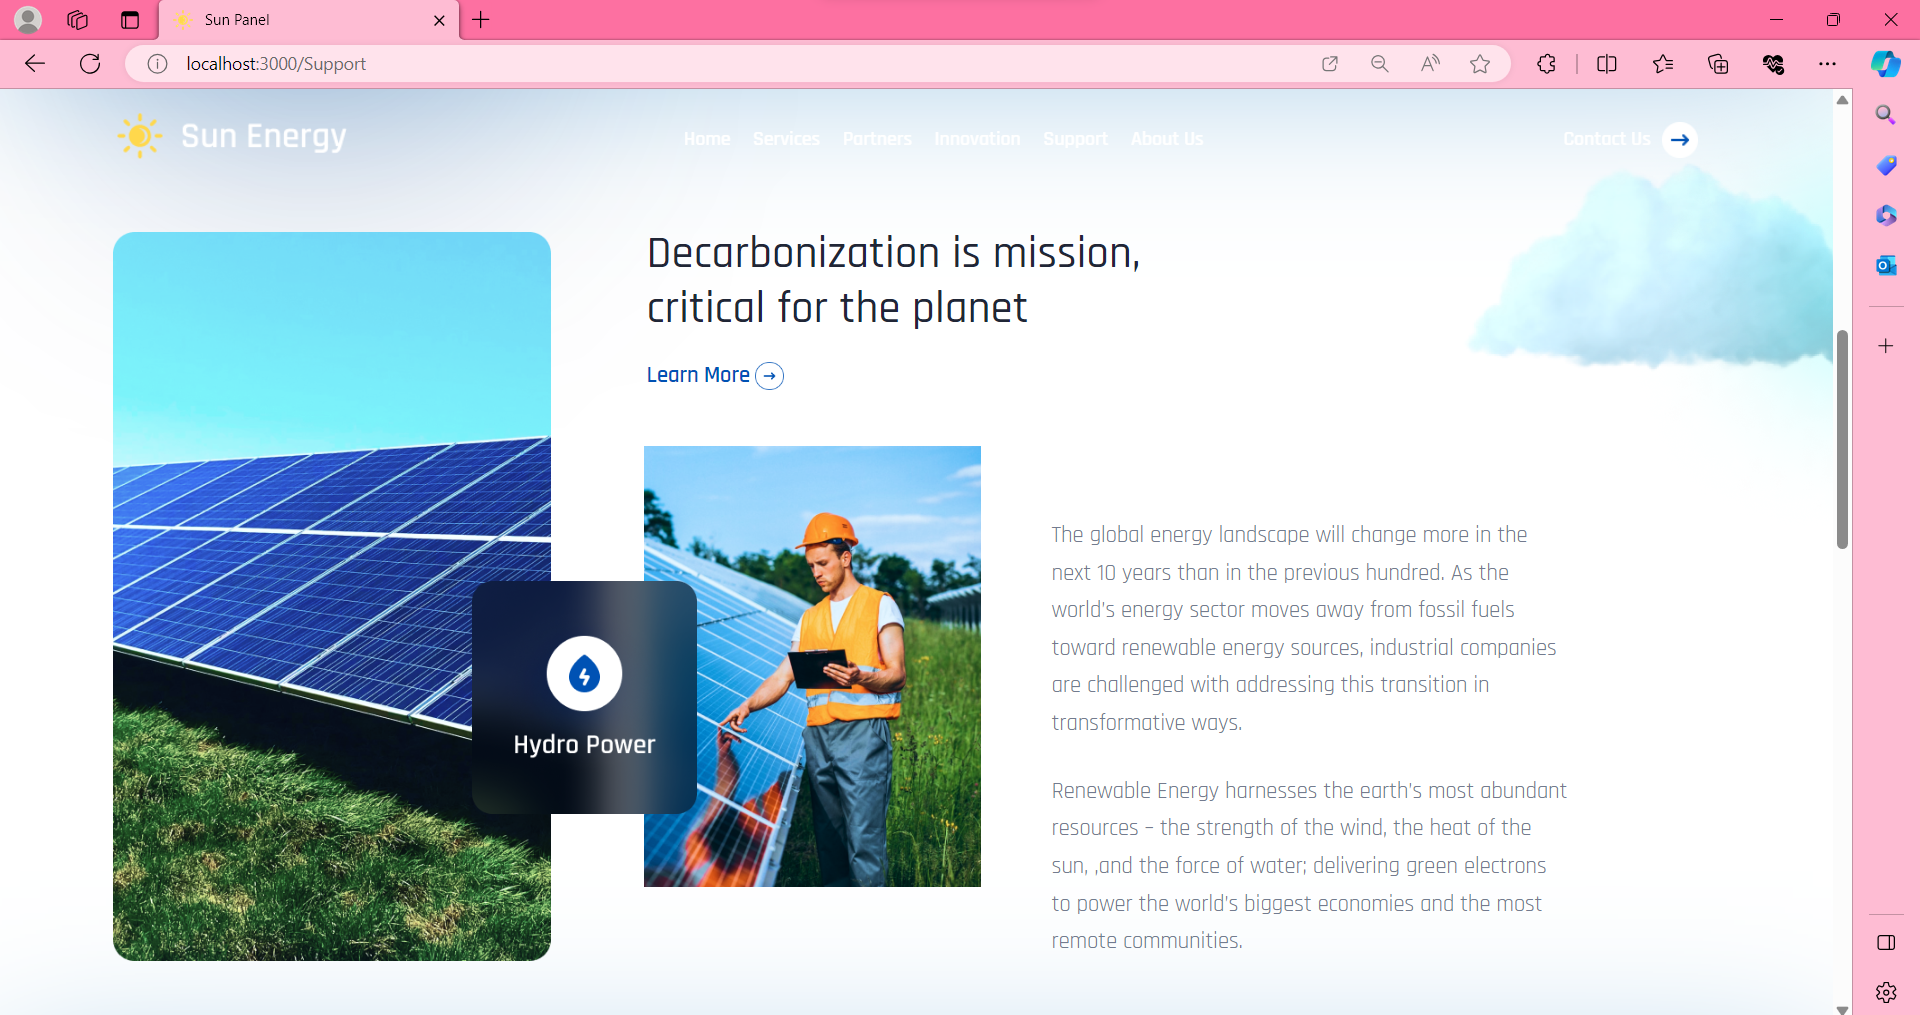 Sun Panel
localhost:3000/Support
Sun Energy
Home Services Partners Innovation Support About Us
Contact Us
Decarbonization is mission,
critical for the planet
Learn More
Hydro Power
The global energy landscape will change more in the
next 10 years than in the previous hundred. As the
world's energy sector moves away from fossil fuels
toward renewable energy sources, industrial companies
are challenged with addressing this transition in
transformative ways.
Renewable Energy harnesses the earth's most abundant
resources – the strength of the wind, the heat of the
sun, ,and the force of water; delivering green electrons
to power the world's biggest economies and the most
remote communities.